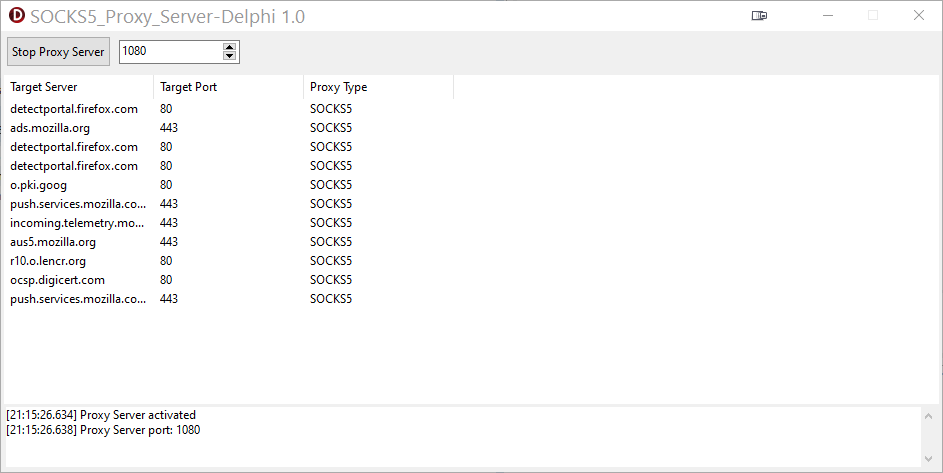 SOCKS5_Proxy_Server-Delphi 1.0
Stop Proxy Server 1080
Target Server Target Port Proxy Type
detectportal.firefox.com 80 SOCKS5
ads.mozilla.org 443 SOCKS5
detectportal.firefox.com 80 SOCKS5
detectportal.firefox.com 80 SOCKS5
o.pki.goog 80 SOCKS5
push.services.mozilla.co... 443 SOCKS5
incoming.telemetry.mo... 443 SOCKS5
aus5.mozilla.org 443 SOCKS5
r10.o.lencr.org 80 SOCKS5
ocsp.digicert.com 80 SOCKS5
push.services.mozilla.co... 443 SOCKS5
[21:15:26.634] Proxy Server activated
[21:15:26.638] Proxy Server port: 1080